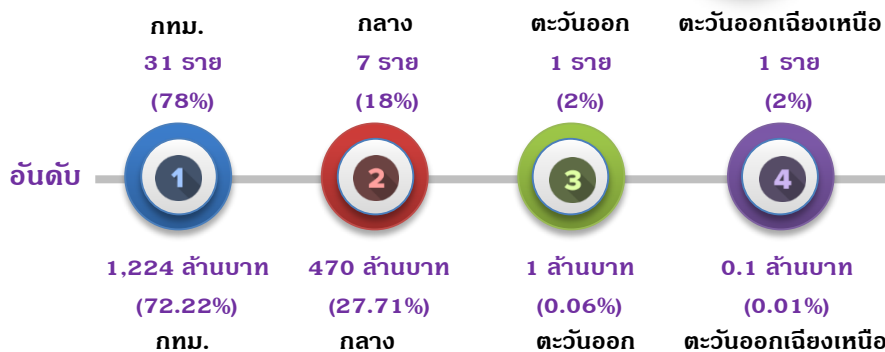 กทม. กลาง ตะวันออก ตะวันออกเฉียงเหนือ
31 ราย 7 ราย 1 ราย 1 ราย
(78%) (18%) (2%) (2%)
อันดับ 1 2 3 4
1,224 ล้านบาท 470 ล้านบาท 1 ล้านบาท 0.1 ล้านบาท
(72.22%) (27.71%) (0.06%) (0.01%)
กทม. กลาง ตะวันออก ตะวันออกเฉียงเหนือ